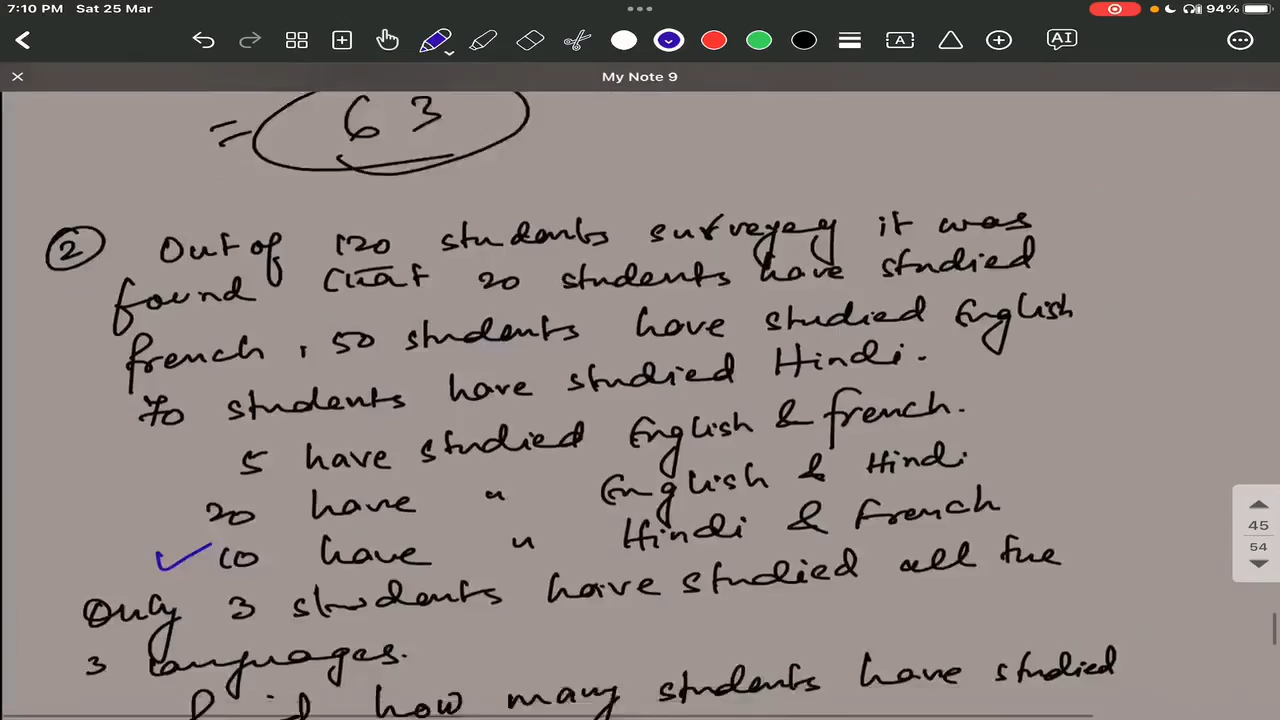 7:10 PM Sat 25 Mar
94%
A
AI
My Note 9
= 63
② Out of 120 students surveyey it was
found that 20 students have studied
french, 50 students have studied English
70 students have studied Hindi.
5 have studied English & french.
20 have " English & Hindi
10 have " Hindi & French
Only 3 students have studied all the
3 languages.
how many students have studied
45
54